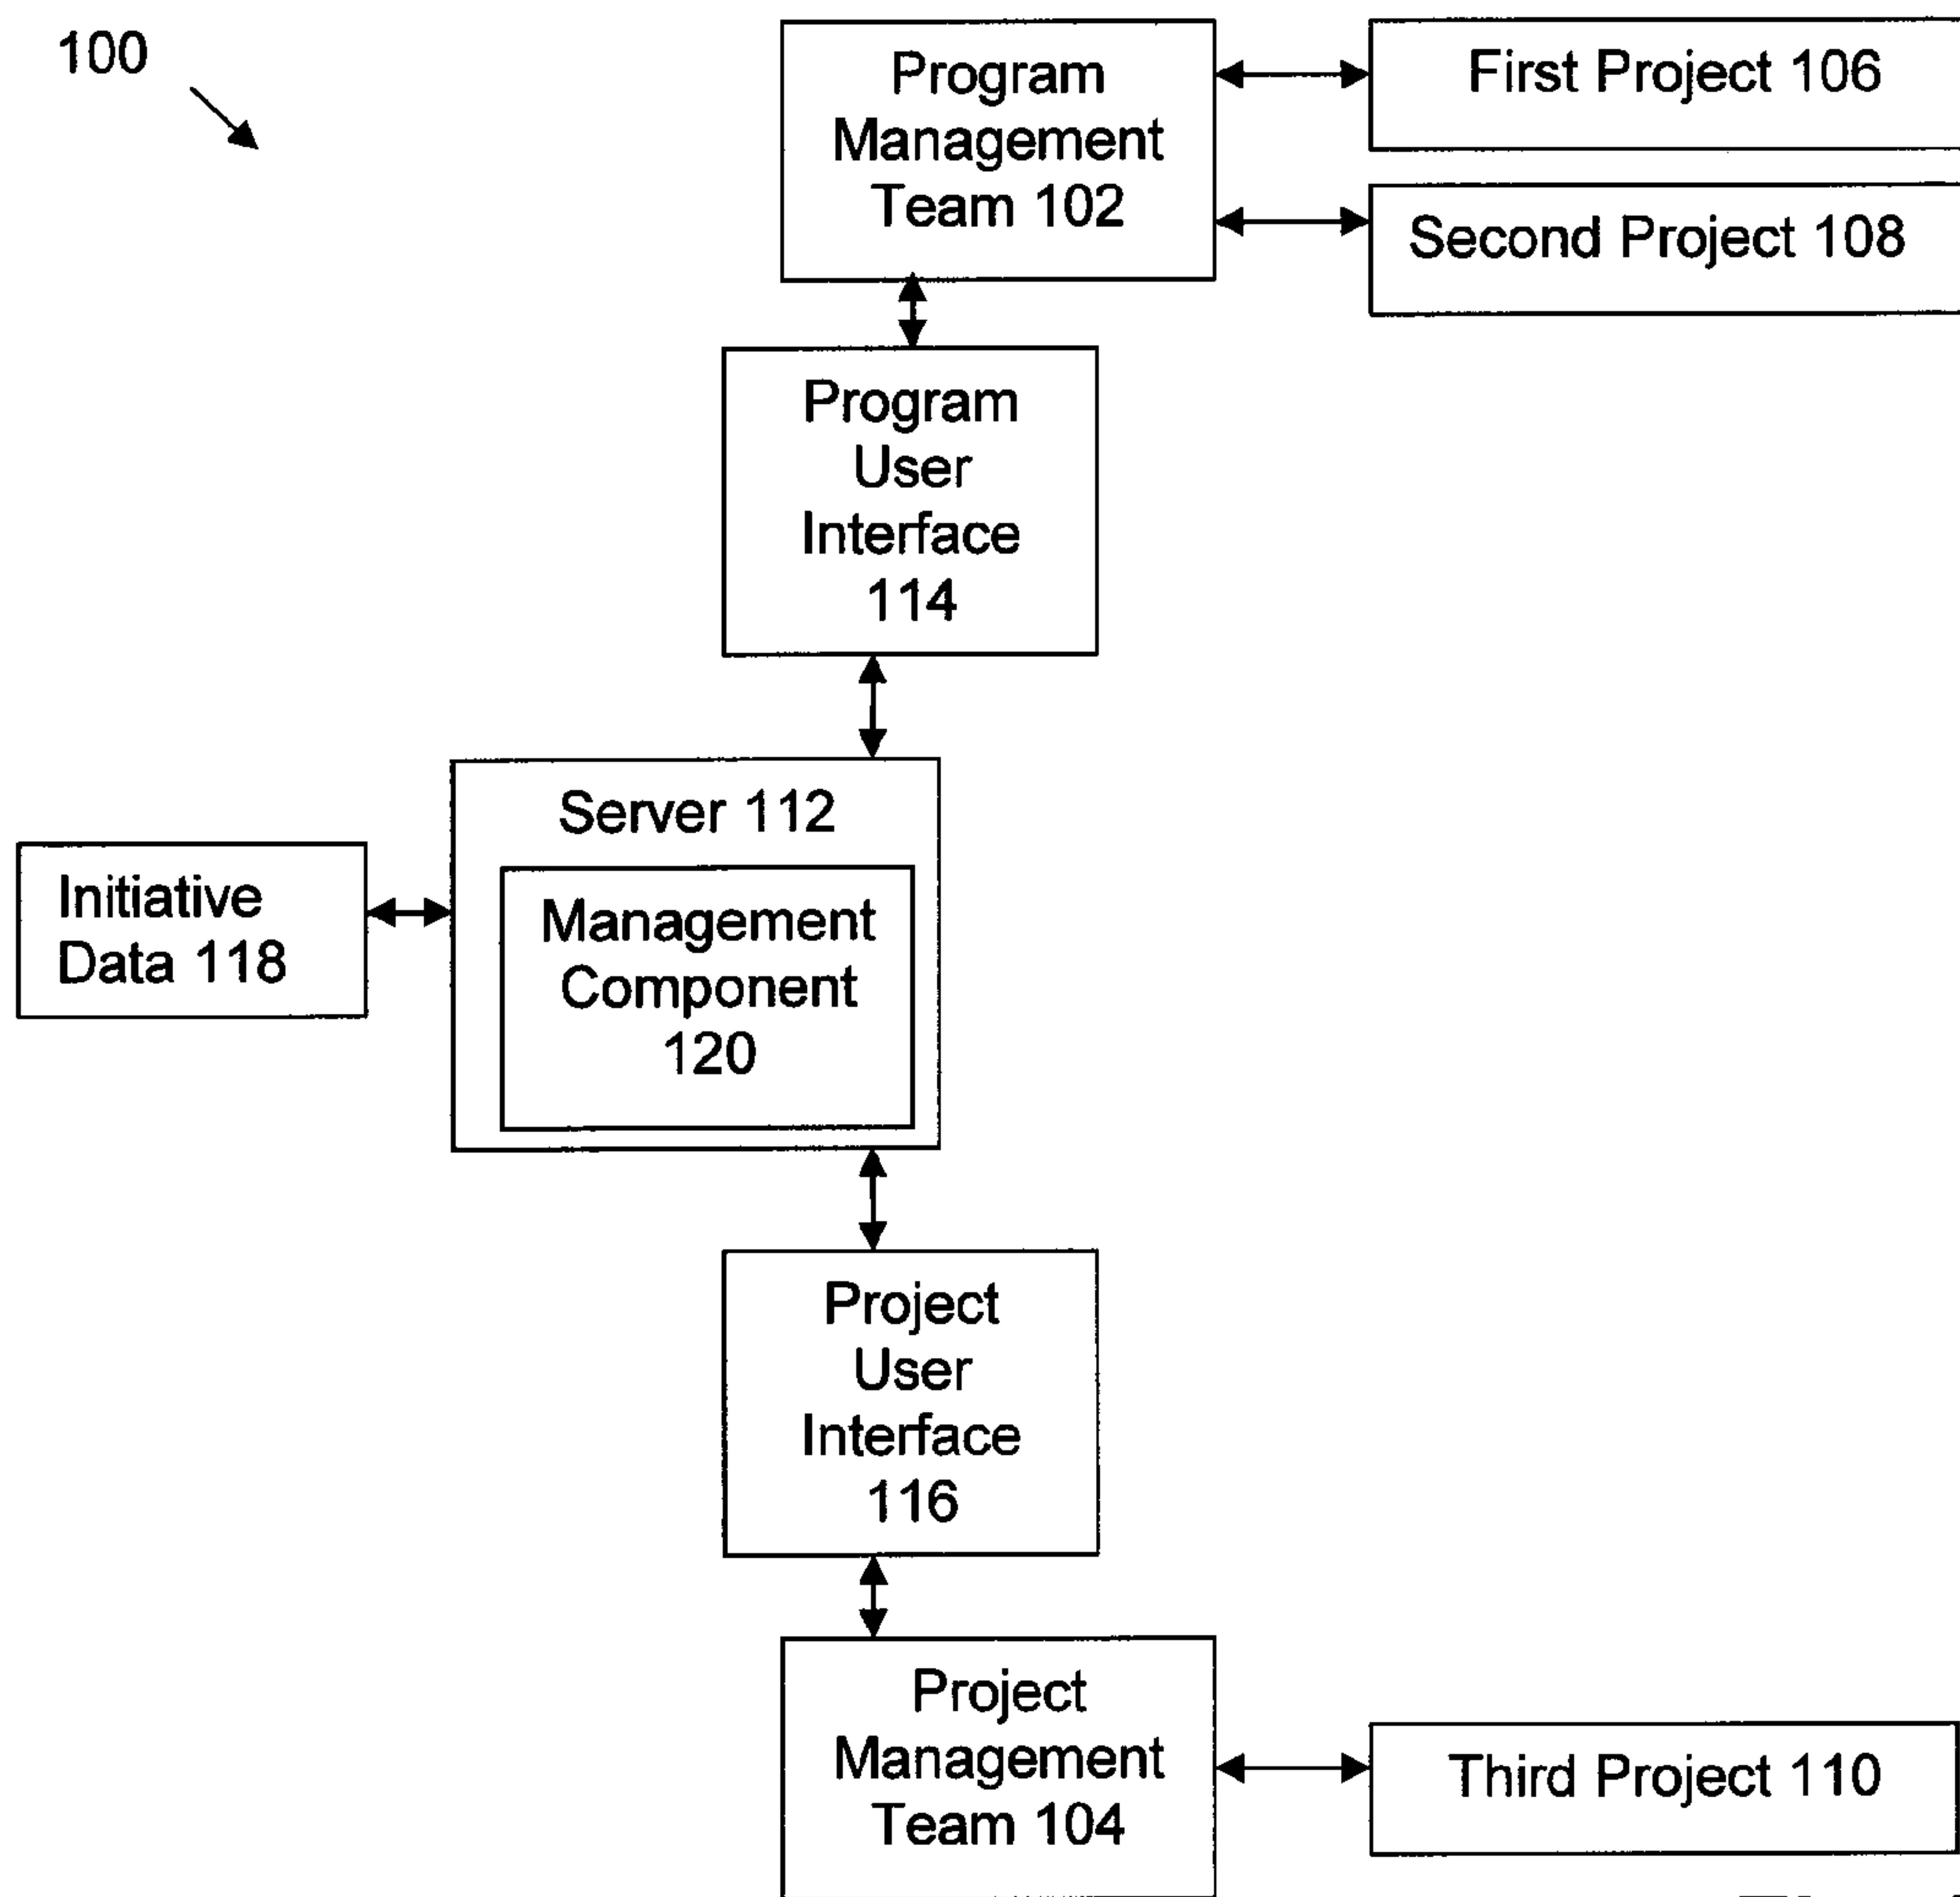 100
Program
Management
Team 102
First Project 106
Second Project 108
Program
User
Interface
114
Server 112
Initiative
Data 118
Management
Component
120
Project
User
Interface
116
Project
Management
Team 104
Third Project 110